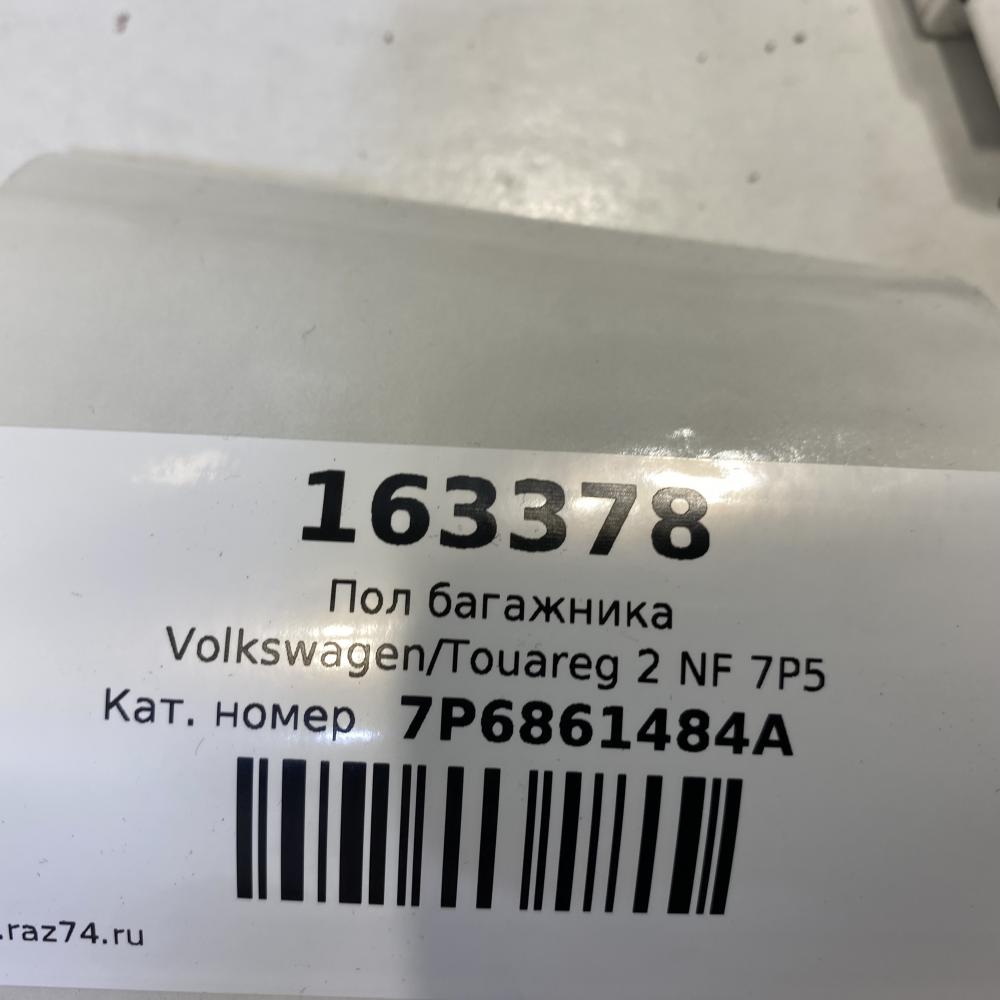 163378
Пол багажника
Volkswagen/Touareg 2 NF 7P5
Кат. номер 7P6861484A
.raz74.ru